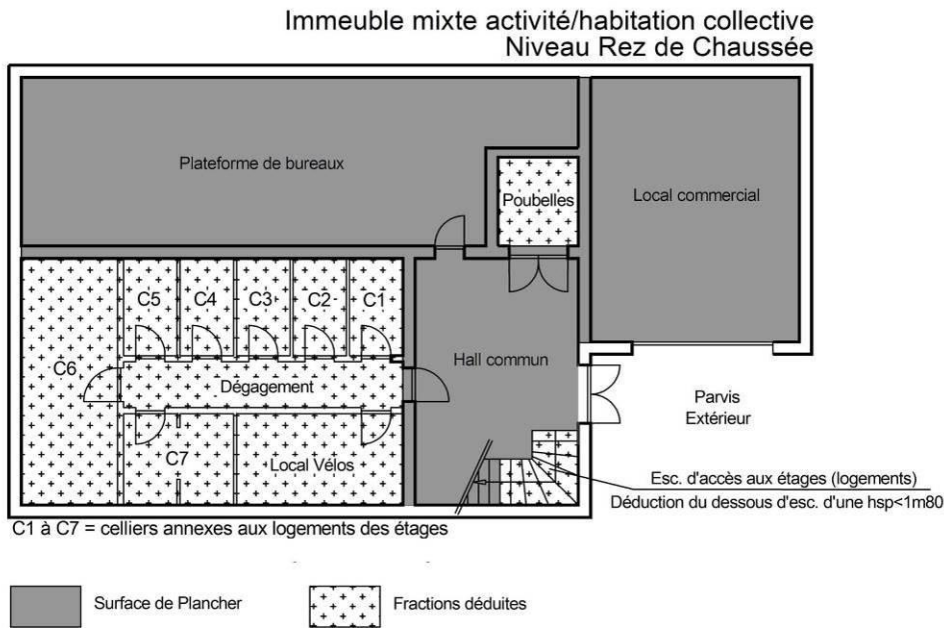 Immeuble mixte activité/habitation collective
Niveau Rez de Chaussée
Plateforme de bureaux
Poubelles
Local commercial
C5
C4
C3
C2
C1
C6
Dégagement
Hall commun
Parvis
Extérieur
C7
Local Vélos
Esc. d'accès aux étages (logements)
Déduction du dessous d'esc. d'une hsp<1m80
C1 à C7 = celliers annexes aux logements des étages
Surface de Plancher
Fractions déduites